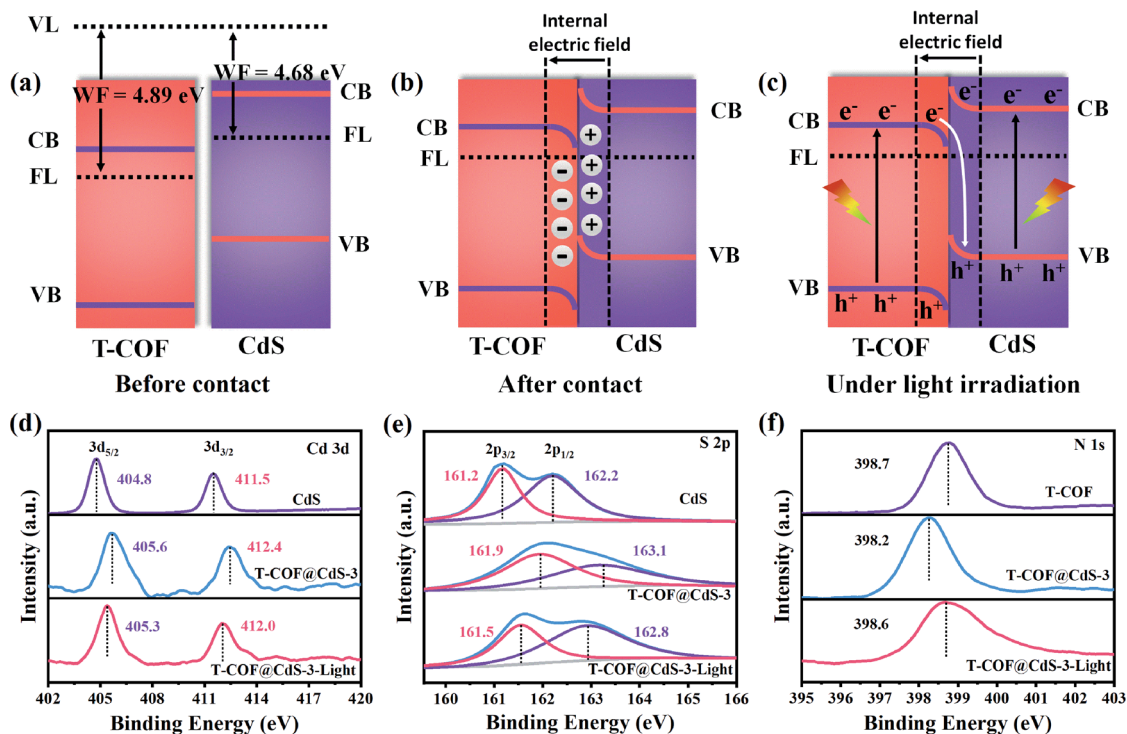 VL
(a)
WF = 4.89 eV
WF = 4.68 eV
CB
FL
VB
CB
FL
VB
T-COF
CdS
Before contact
Internal
electric field
(b)
CB
FL
VB
CB
VB
+
+
+
+
-
-
-
-
T-COF
CdS
After contact
Internal
electric field
(c)
CB
FL
VB
CB
VB
e⁻ e⁻ e⁻
e⁻ e⁻ e⁻
h⁺ h⁺ h⁺
h⁺ h⁺ h⁺
T-COF
CdS
Under light irradiation
(d)
Cd 3d
3d₅/₂
3d₃/₂
404.8
411.5
CdS
405.6
412.4
T-COF@CdS-3
405.3
412.0
T-COF@CdS-3-Light
402 405 408 411 414 417 420
Binding Energy (eV)
Intensity (a.u.)
(e)
S 2p
2p₃/₂
2p₁/₂
161.2
162.2
CdS
161.9
163.1
T-COF@CdS-3
161.5
162.8
T-COF@CdS-3-Light
160 161 162 163 164 165 166
Binding Energy (eV)
Intensity (a.u.)
(f)
N 1s
398.7
T-COF
398.2
T-COF@CdS-3
398.6
T-COF@CdS-3-Light
395 396 397 398 399 400 401 402 403
Binding Energy (eV)
Intensity (a.u.)